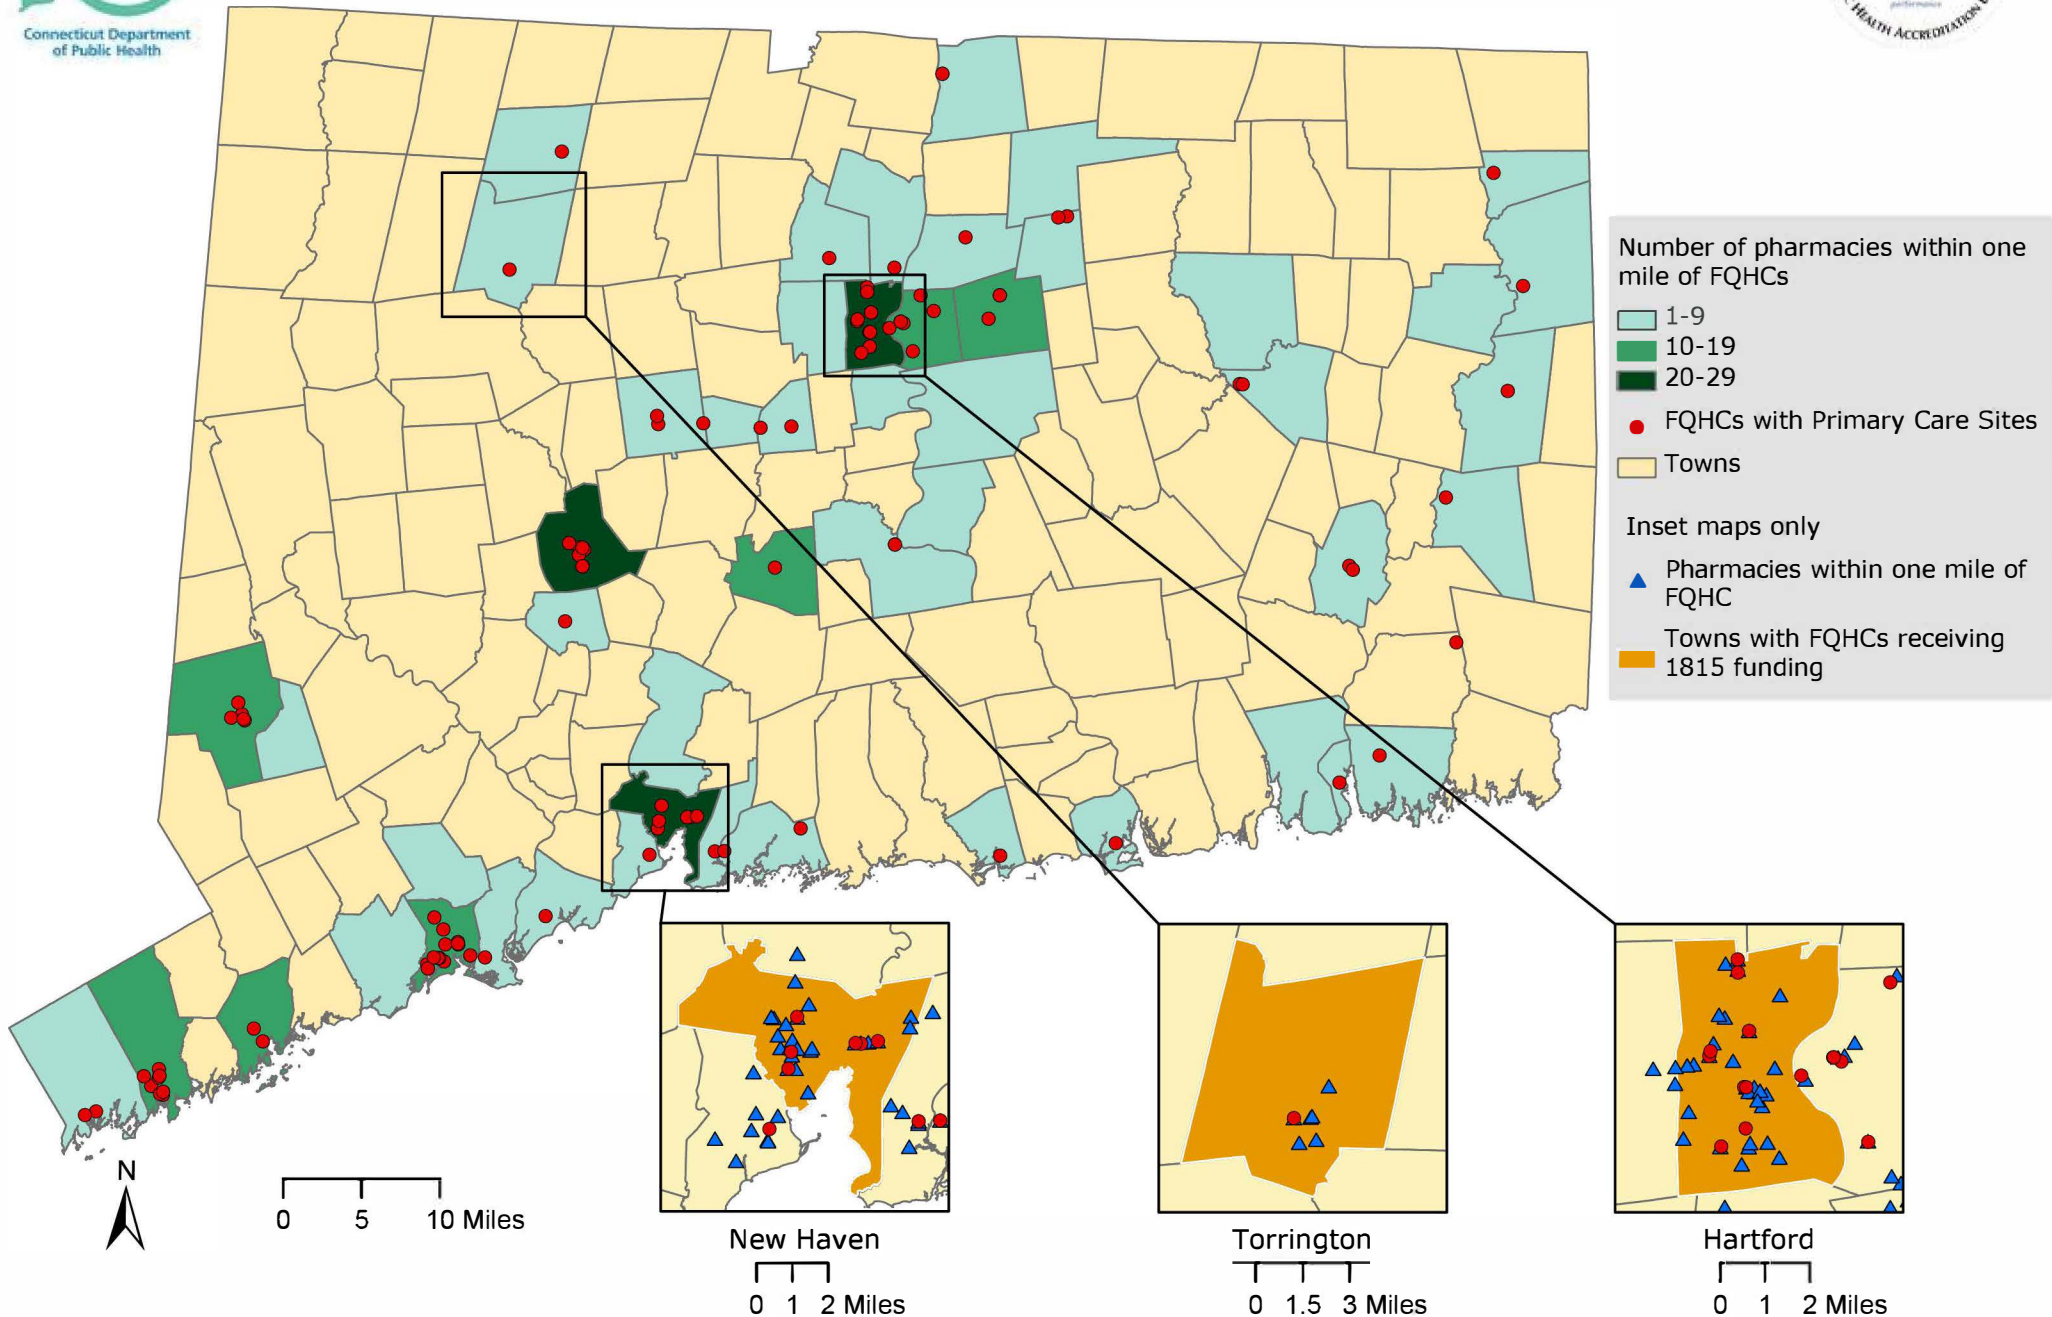 Connecticut Department
of Public Health
performance
HEALTH ACCREDITATION
Number of pharmacies within one
mile of FQHCs
1-9
10-19
20-29
FQHCs with Primary Care Sites
Towns
Inset maps only
Pharmacies within one mile of
FQHC
Towns with FQHCs receiving
1815 funding
N
0 5 10 Miles
New Haven
0 1 2 Miles
Torrington
0 1.5 3 Miles
Hartford
0 1 2 Miles